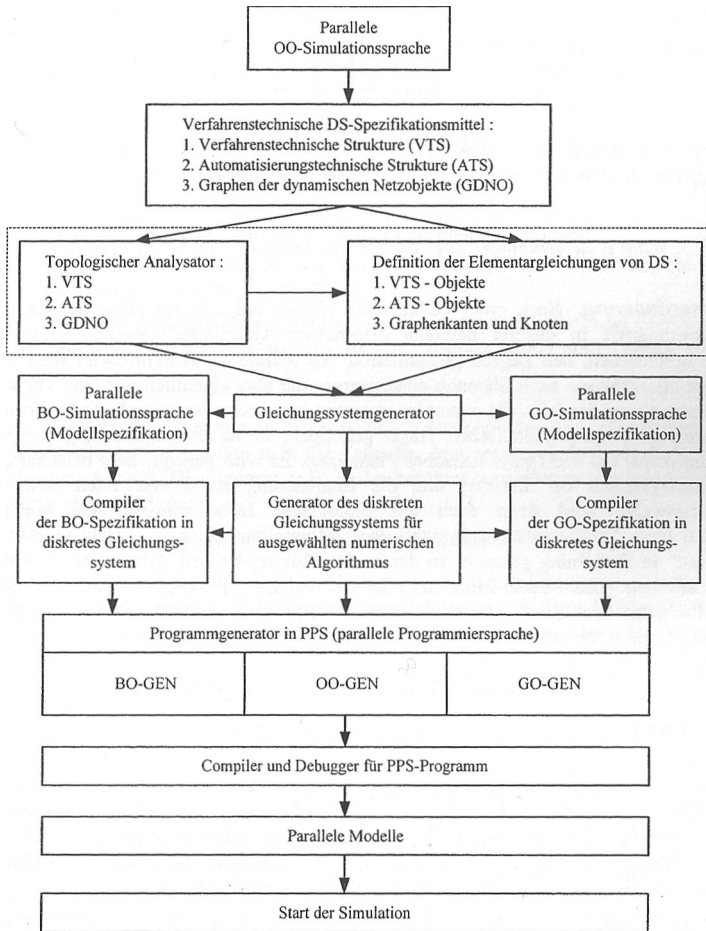 Parallele
OO-Simulationssprache
Verfahrenstechnische DS-Spezifikationsmittel :
1. Verfahrenstechnische Strukture (VTS)
2. Automatisierungstechnische Strukture (ATS)
3. Graphen der dynamischen Netzobjekte (GDNO)
Topologischer Analysator :
1. VTS
2. ATS
3. GDNO
Definition der Elementargleichungen von DS :
1. VTS - Objekte
2. ATS - Objekte
3. Graphenkanten und Knoten
Parallele
BO-Simulationssprache
(Modellspezifikation)
Gleichungssystemgenerator
Parallele
GO-Simulationssprache
(Modellspezifikation)
Compiler
der BO-Spezifikation in
diskretes Gleichungs-
system
Generator des diskreten
Gleichungssystems für
ausgewählten numerischen
Algorithmus
Compiler
der GO-Spezifikation in
diskretes Gleichungs-
system
Programmgenerator in PPS (parallele Programmiersprache)
BO-GEN
OO-GEN
GO-GEN
Compiler und Debugger für PPS-Programm
Parallele Modelle
Start der Simulation